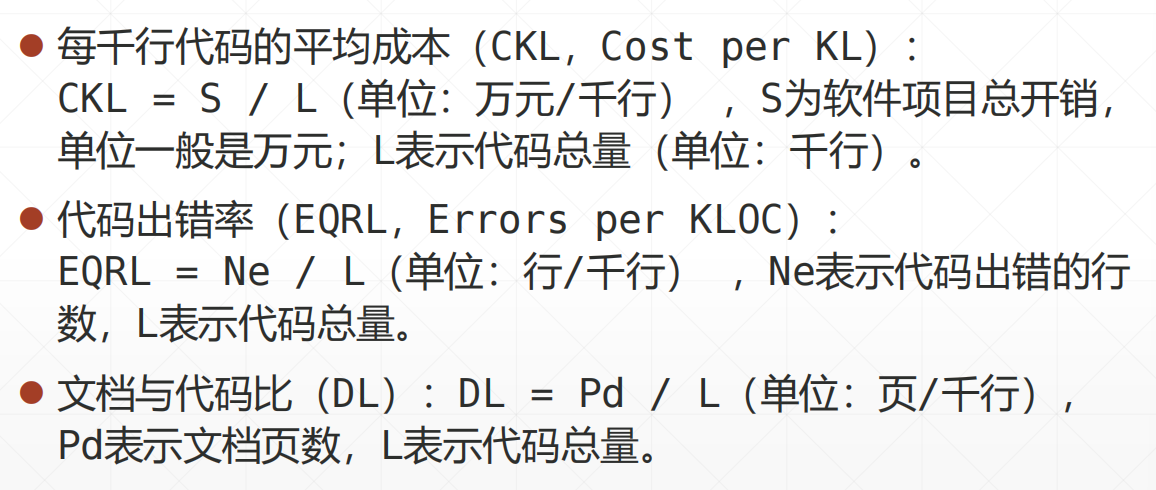 ● 每千行代码的平均成本（CKL, Cost per KL）：
CKL = S / L（单位：万元/千行） ，S为软件项目总开销，
单位一般是万元；L表示代码总量（单位：千行）。
● 代码出错率（EQRL, Errors per KLOC）：
EQRL = Ne / L（单位：行/千行） ，Ne表示代码出错的行
数，L表示代码总量。
● 文档与代码比（DL）：DL = Pd / L（单位：页/千行），
Pd表示文档页数，L表示代码总量。